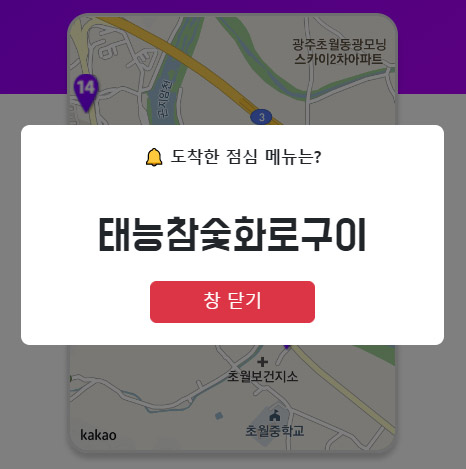 광주초월동광모닝
스카이2차아파트
14
곤지암천
3
🔔 도착한 점심 메뉴는?
태능참숯화로구이
창 닫기
초월보건지소
초월중학교
kakao